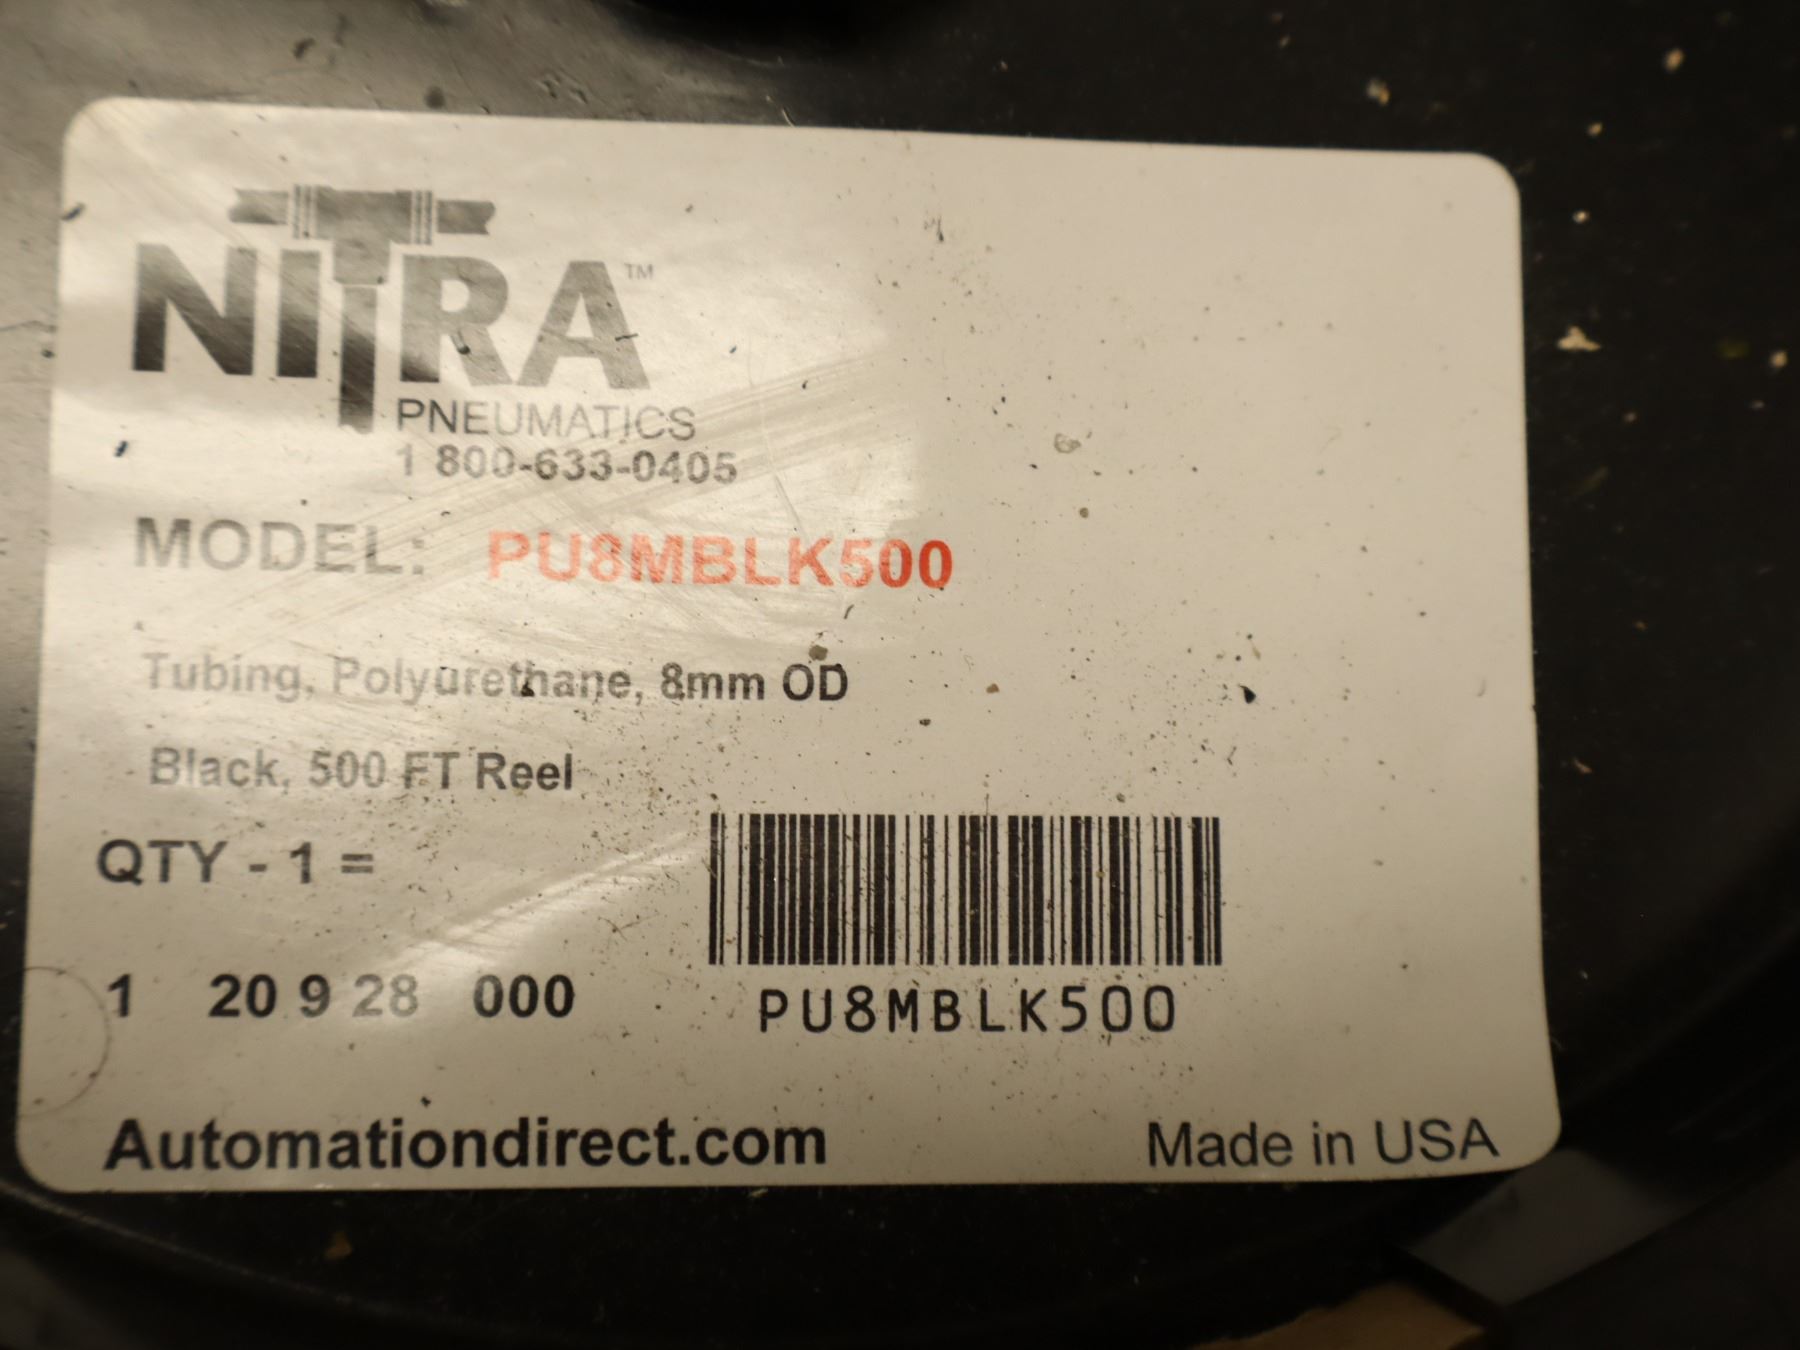 NITRA™
PNEUMATICS
1 800-633-0405
MODEL: PU8MBLK500
Tubing, Polyurethane, 8mm OD
Black, 500 FT Reel
QTY - 1 =
1 20 9 28 000
PU8MBLK500
Automationdirect.com
Made in USA